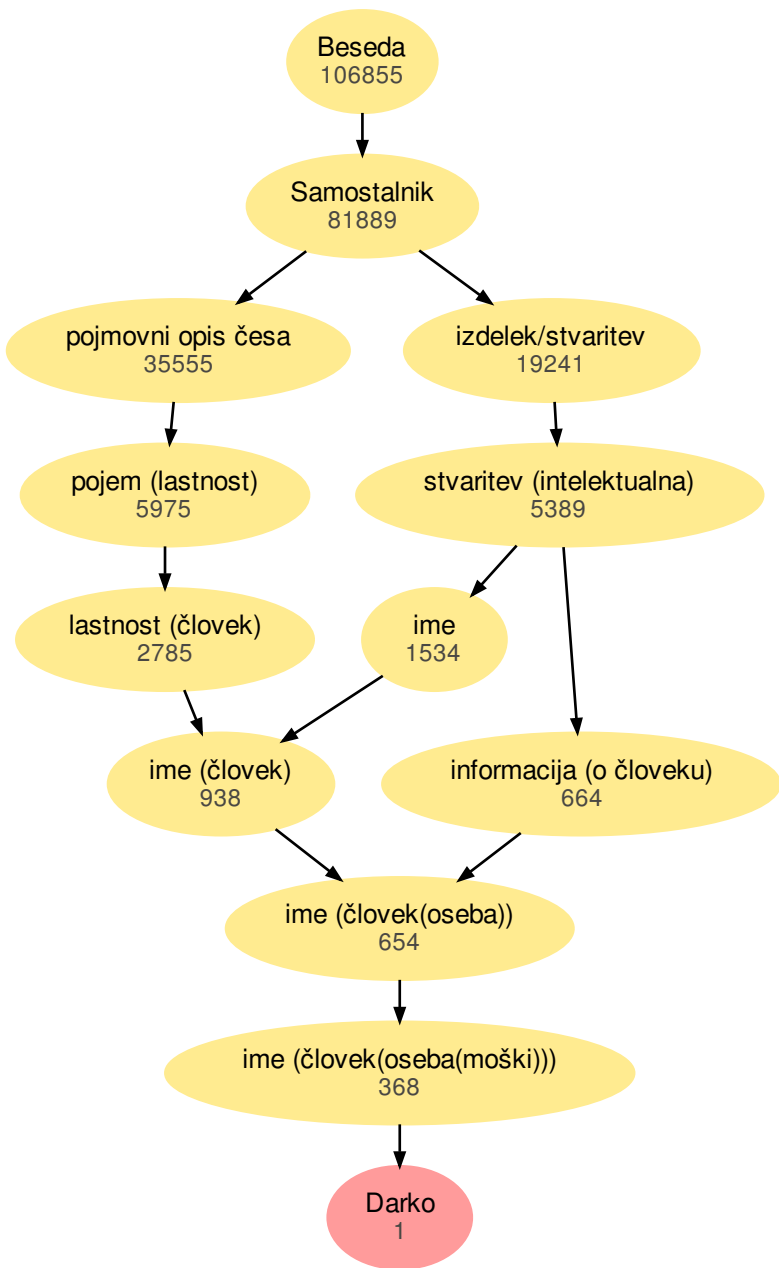 Beseda
106855
Samostalnik
81889
pojmovni opis česa
35555
izdelek/stvaritev
19241
pojem (lastnost)
5975
stvaritev (intelektualna)
5389
lastnost (človek)
2785
ime
1534
ime (človek)
938
informacija (o človeku)
664
ime (človek(oseba))
654
ime (človek(oseba(moški)))
368
Darko
1